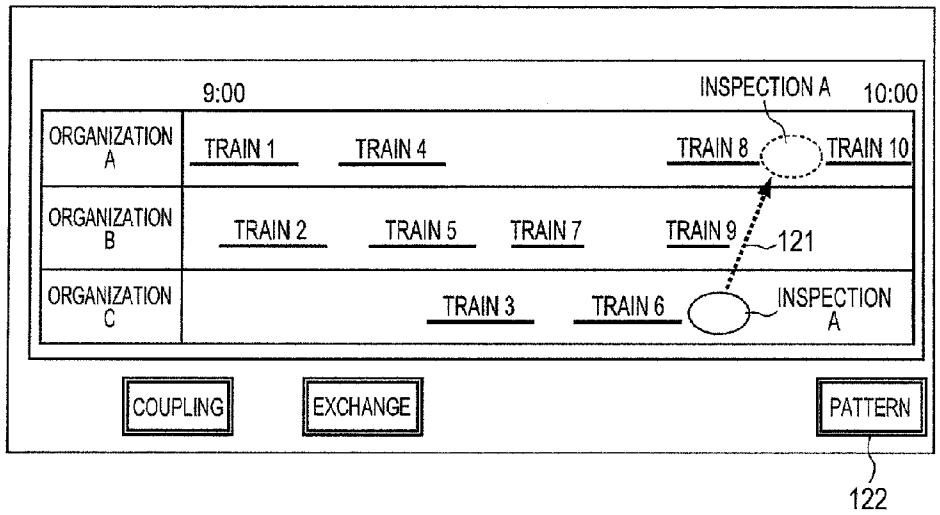 9:00
INSPECTION A
10:00
ORGANIZATION
A
TRAIN 1
TRAIN 4
TRAIN 8
TRAIN 10
ORGANIZATION
B
TRAIN 2
TRAIN 5
TRAIN 7
TRAIN 9
121
ORGANIZATION
C
TRAIN 3
TRAIN 6
INSPECTION
A
COUPLING
EXCHANGE
PATTERN
122